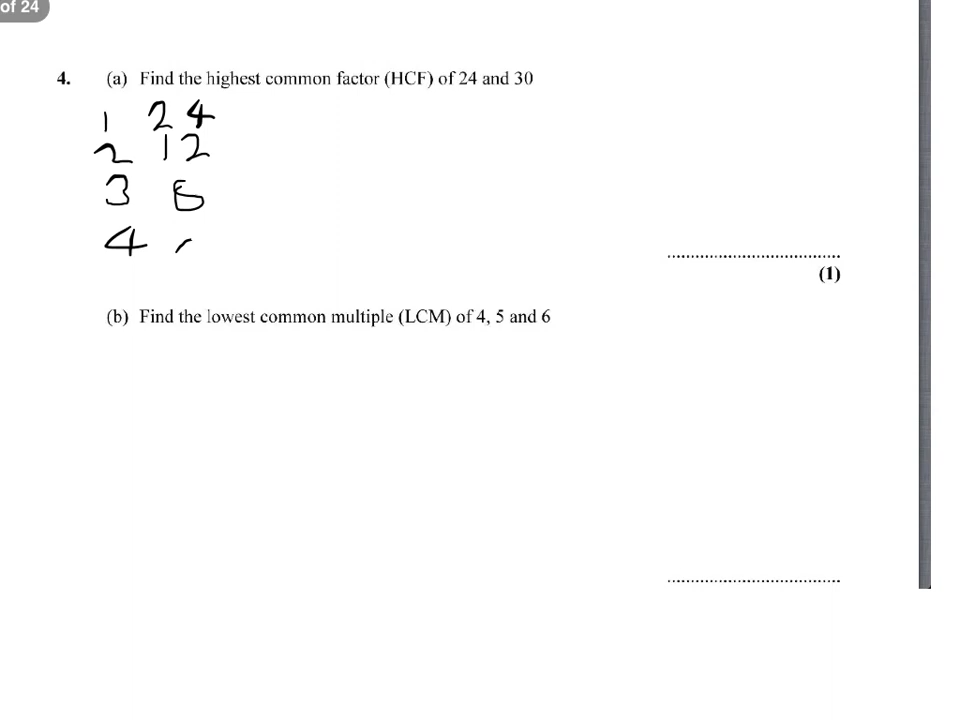 of 24
4. (a) Find the highest common factor (HCF) of 24 and 30
1 24
2 12
3
4
(1)
(b) Find the lowest common multiple (LCM) of 4, 5 and 6